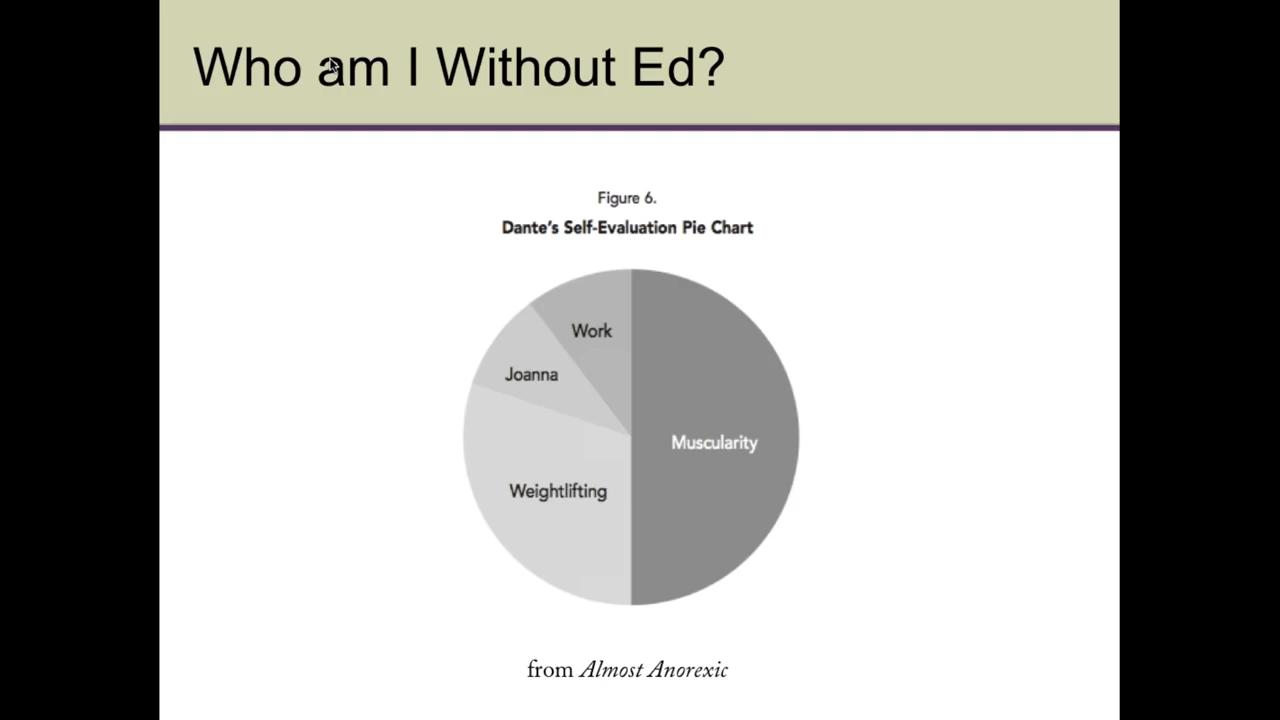 Who am I Without Ed?
Figure 6.
Dante's Self-Evaluation Pie Chart
Work
Joanna
Muscularity
Weightlifting
from Almost Anorexic